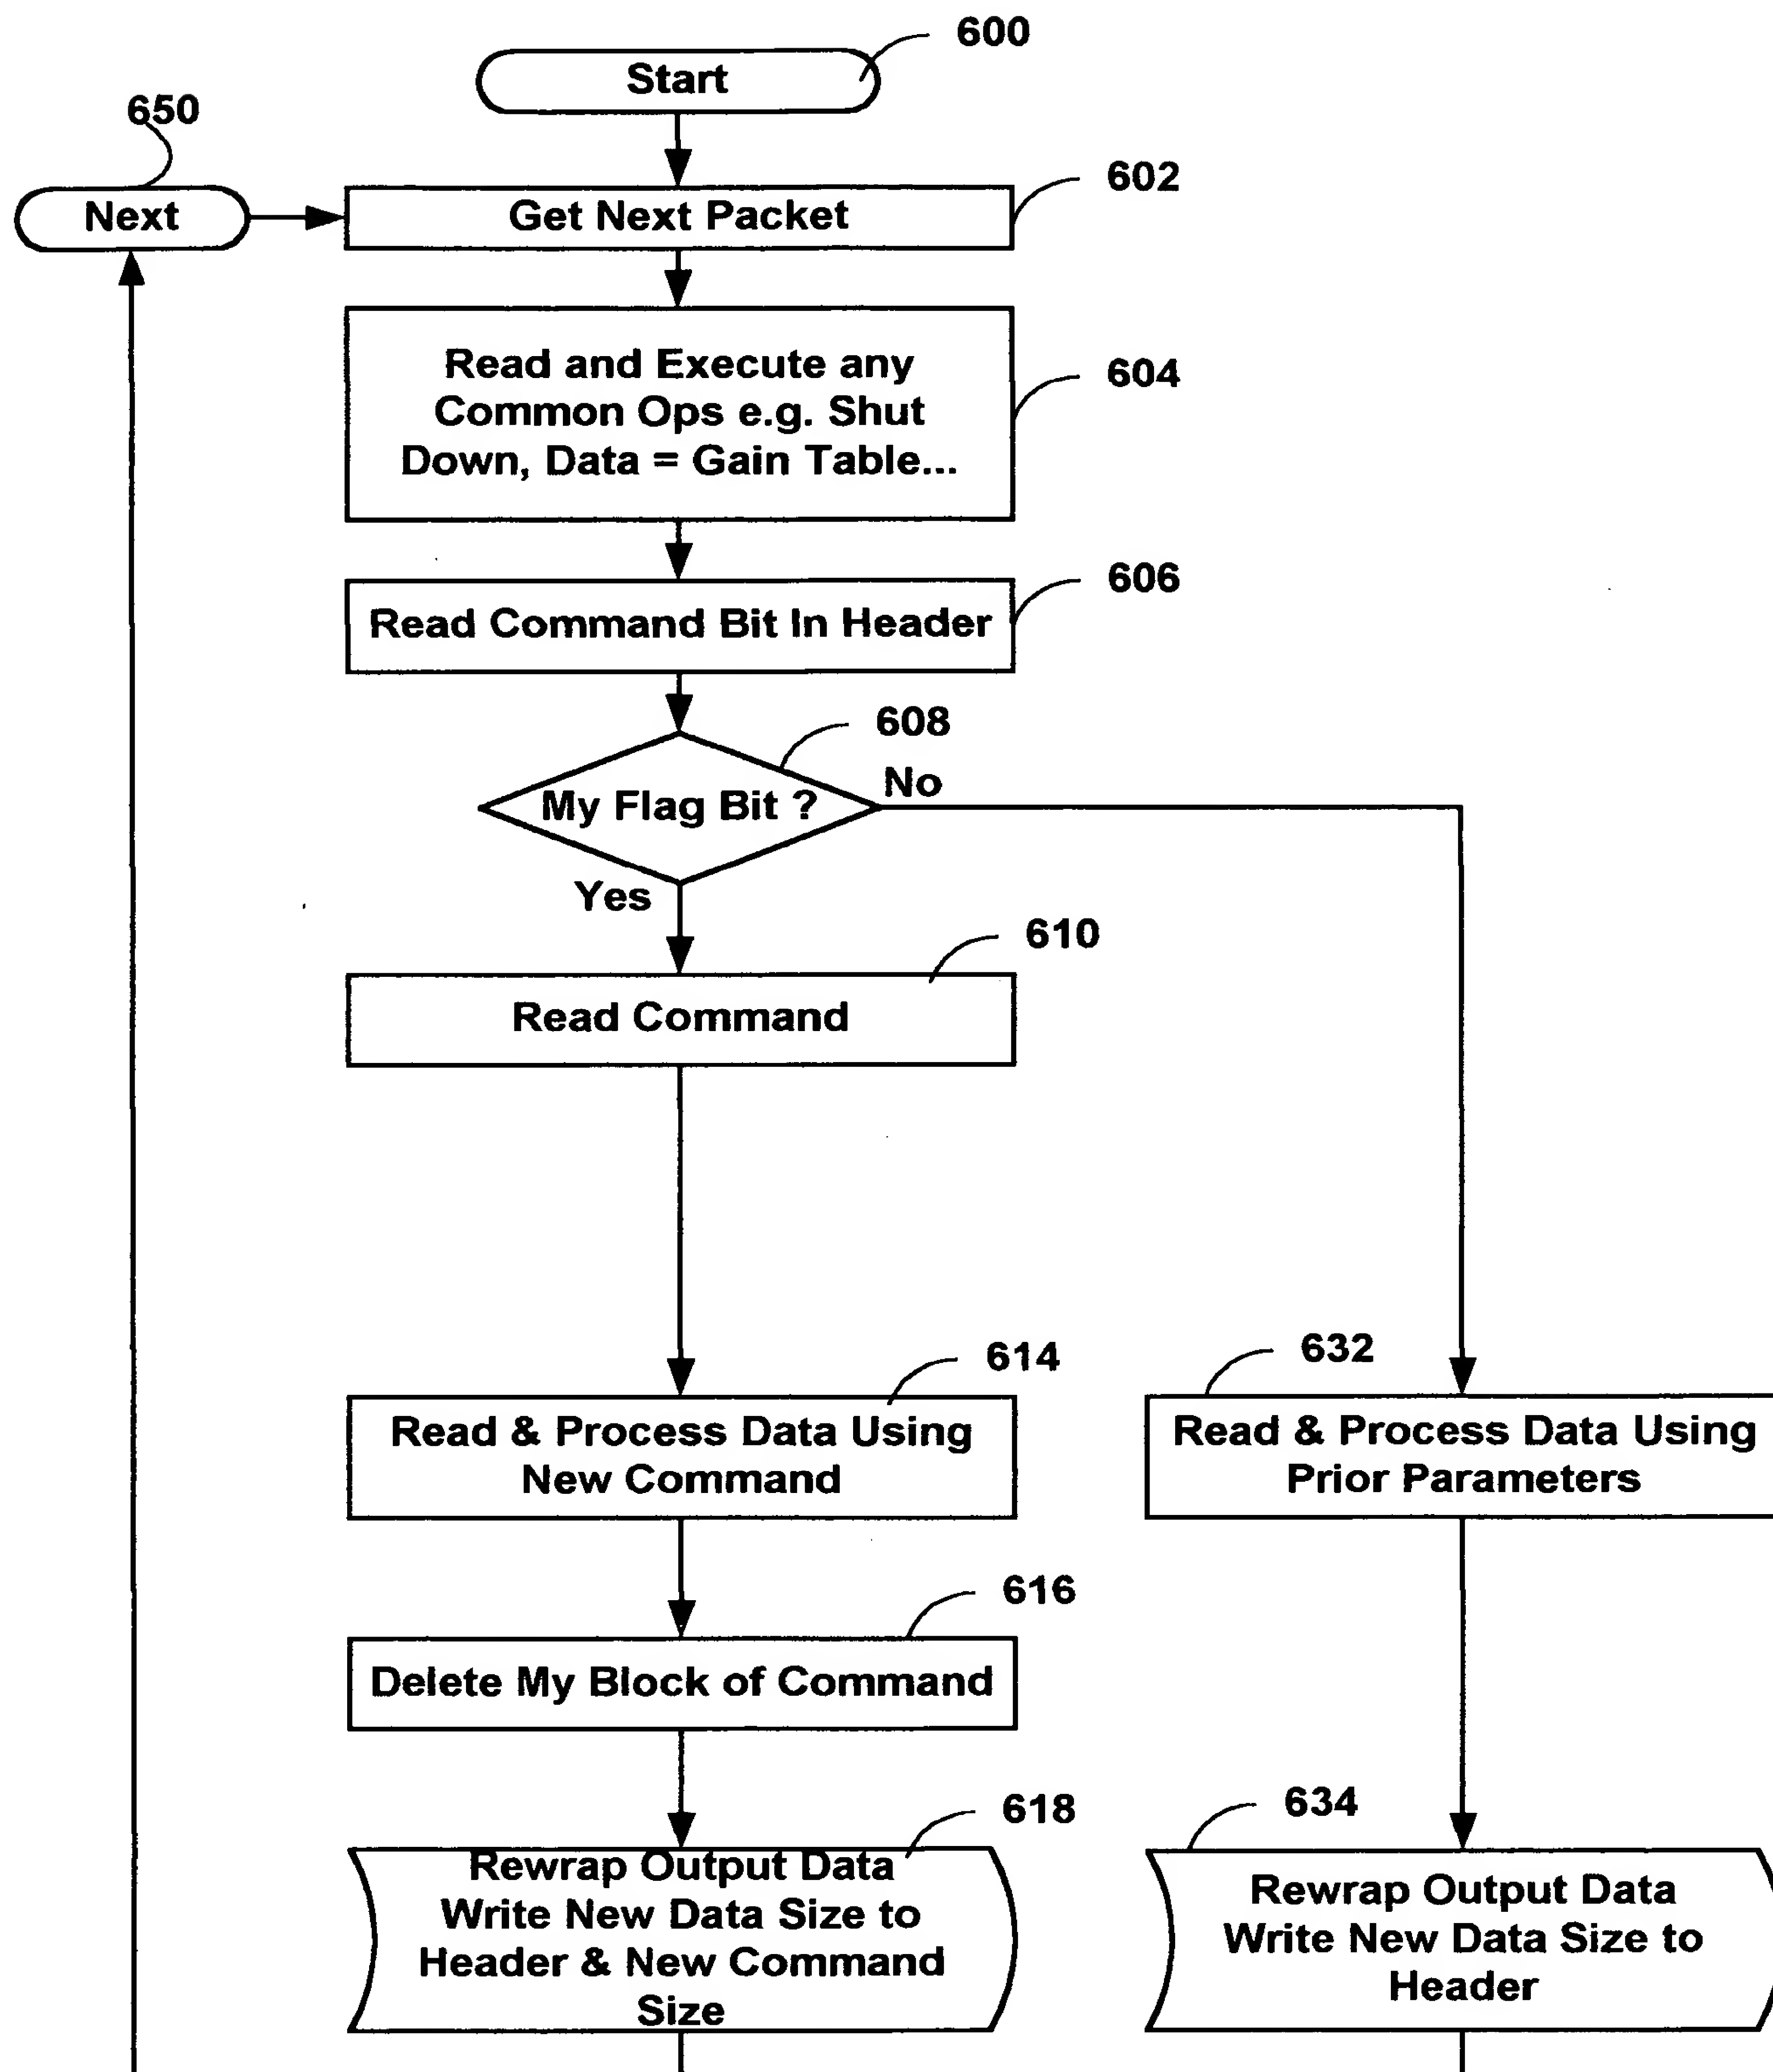 600
Start
650
Next
602
Get Next Packet
604
Read and Execute any
Common Ops e.g. Shut
Down, Data = Gain Table...
606
Read Command Bit In Header
608
My Flag Bit ?
No
Yes
610
Read Command
614
Read & Process Data Using
New Command
632
Read & Process Data Using
Prior Parameters
616
Delete My Block of Command
618
Rewrap Output Data
Write New Data Size to
Header & New Command
Size
634
Rewrap Output Data
Write New Data Size to
Header